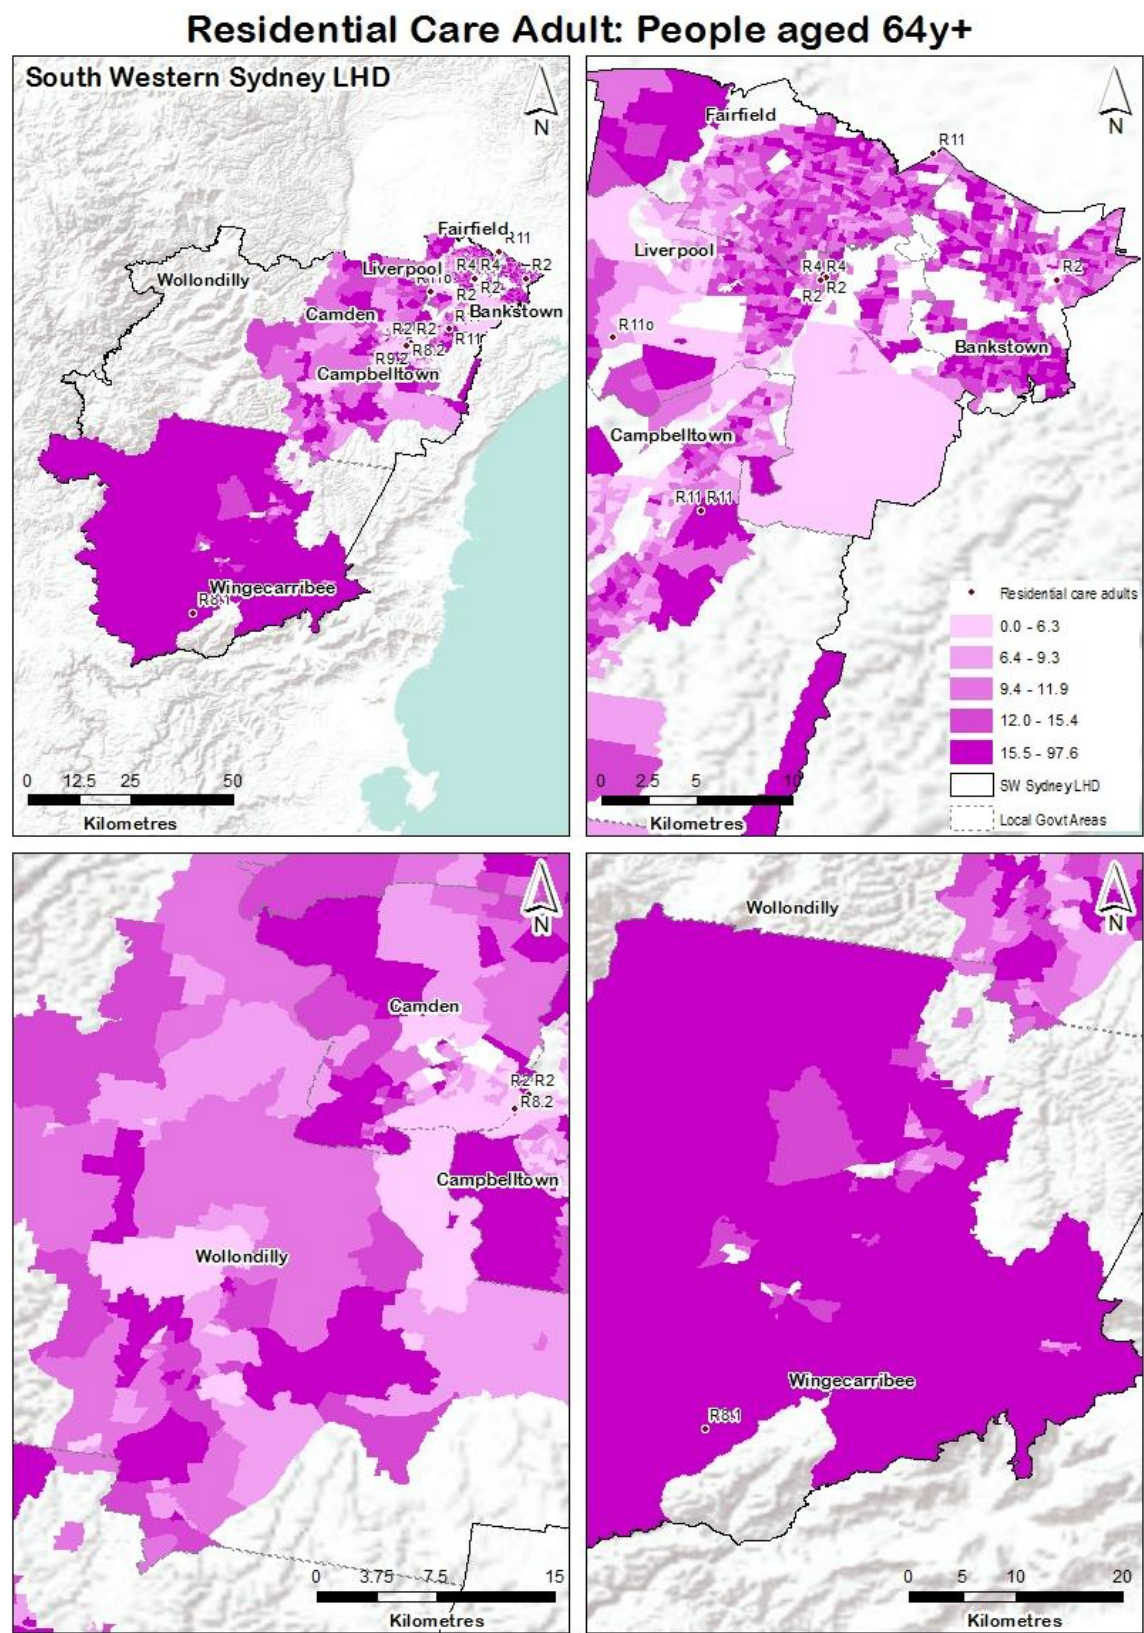 Residential Care Adult: People aged 64y+
South Western Sydney LHD
N
Fairfield
R11
Wollondilly
Liverpool
R4 R4
R2
R2
R2
Camden
Bankstown
R2 R2
R11
R8.2
R9.2
Campbelltown
Wingecarribee
R8.1
0 12.5 25 50
Kilometres
Fairfield
N
R11
Liverpool
R4 R4
R2
R2 R2
R11o
Bankstown
Campbelltown
R11 R11
Residential care adults
0.0 - 6.3
6.4 - 9.3
9.4 - 11.9
12.0 - 15.4
15.5 - 97.6
SW Sydney LHD
Local Govt Areas
0 2.5 5 10
Kilometres
N
Camden
R2 R2
R8.2
Campbelltown
Wollondilly
0 3.75 7.5 15
Kilometres
Wollondilly
N
Wingecarribee
R8.1
0 5 10 20
Kilometres